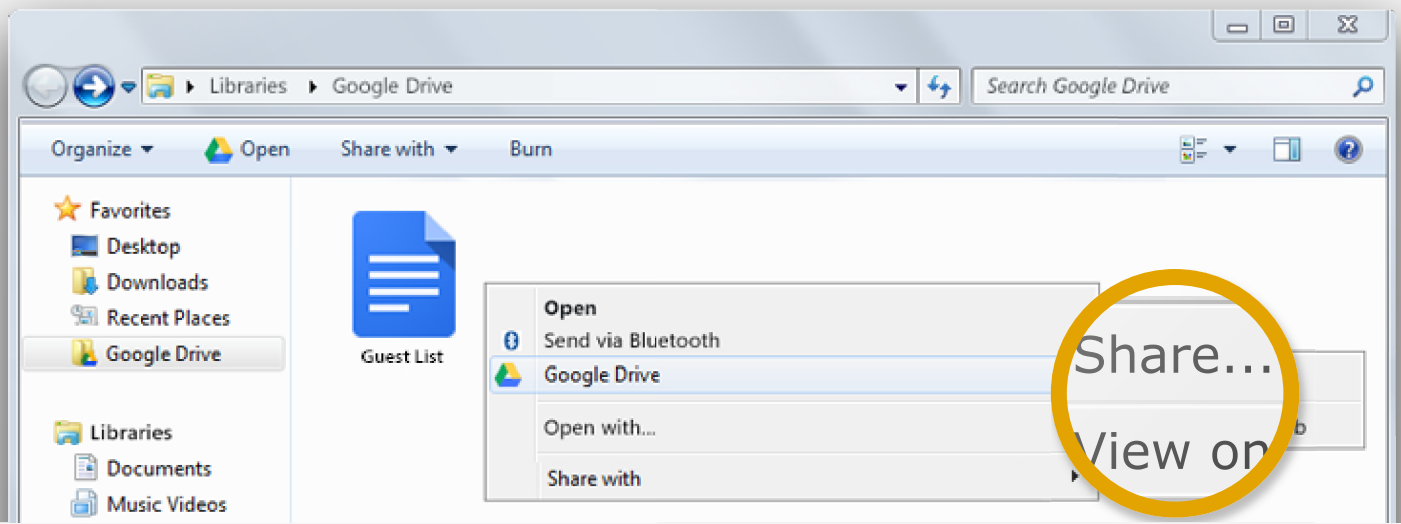 Libraries Google Drive Search Google Drive
Organize Open Share with Burn
Favorites
Desktop
Downloads
Recent Places
Google Drive
Libraries
Documents
Music Videos
Guest List
Open
Send via Bluetooth
Google Drive
Open with...
Share with
Share...
View on